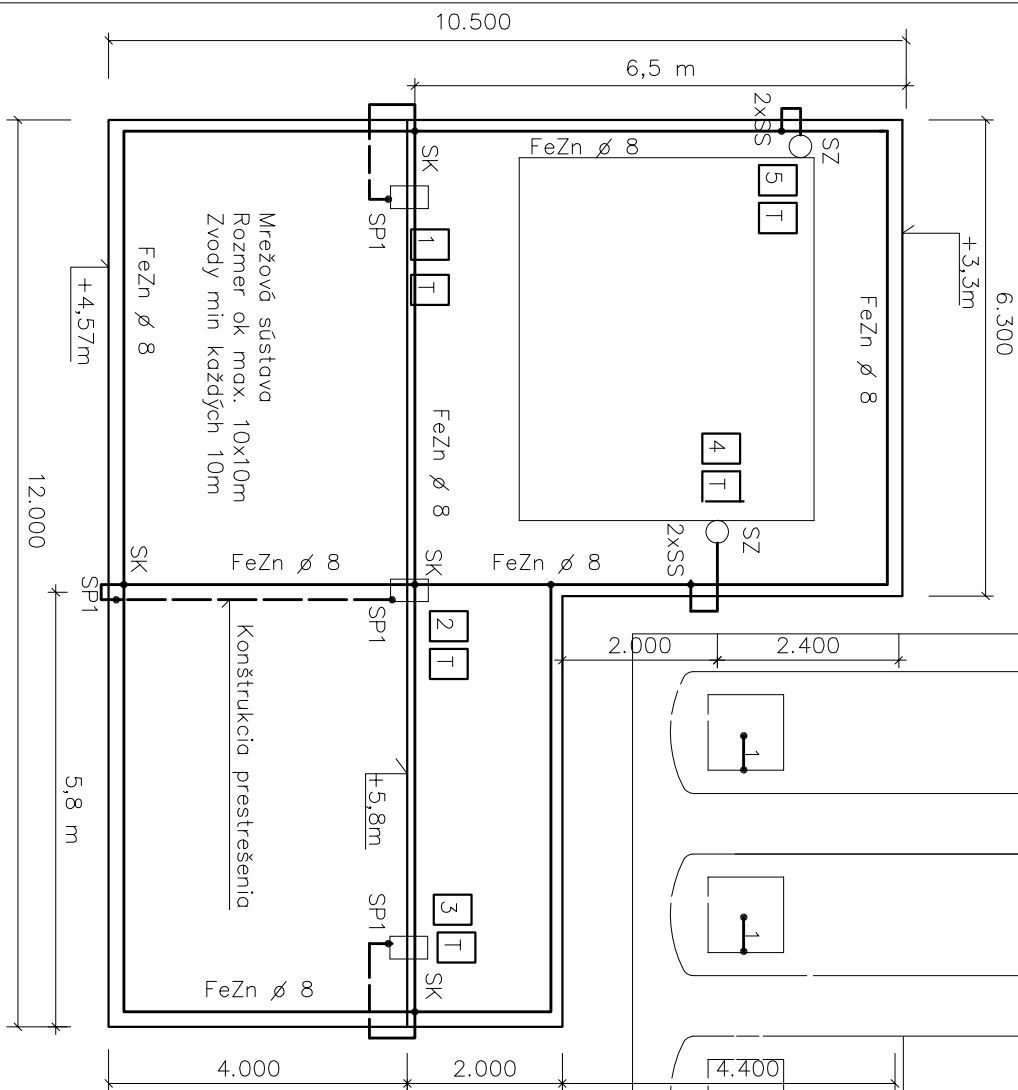 10.500
6,5 m
2xSS
FeZn ø 8
SZ
SK
5
T
SP1
1
T
+3,3m
6.300
Mrežová sústava
Rozmer ok max. 10x10m
Zvody min každých 10m
FeZn ø 8
+4,57m
FeZn ø 8
FeZn ø 8
4
T
12.000
2xSS
SZ
SK
FeZn ø 8
SK
FeZn ø 8
SP1
SP1
2
T
2.000
2.400
Konštrukcia prestrešenia
1
5,8 m
+5,8m
3
T
SP1
1
SK
FeZn ø 8
4.000
2.000
4.400